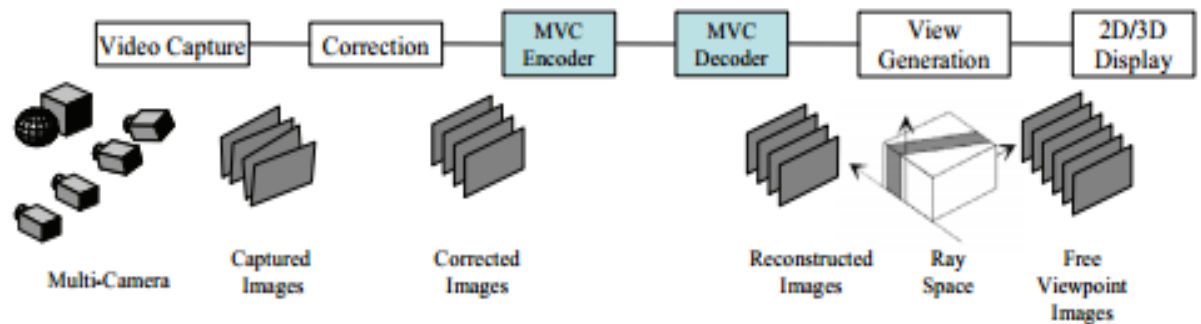 Video Capture
Correction
MVC
Encoder
MVC
Decoder
View
Generation
2D/3D
Display
Multi-Camera
Captured
Images
Corrected
Images
Reconstructed
Images
Ray
Space
Free
Viewpoint
Images